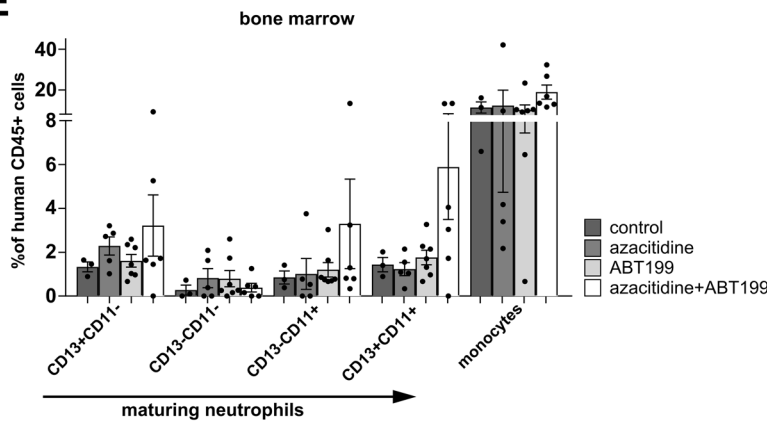 E
bone marrow
%of human CD45+ cells
40
20
8
6
4
2
0
CD13+CD11-
CD13-CD11-
CD13-CD11+
CD13+CD11+
monocytes
control
azacitidine
ABT199
azacitidine+ABT199
maturing neutrophils